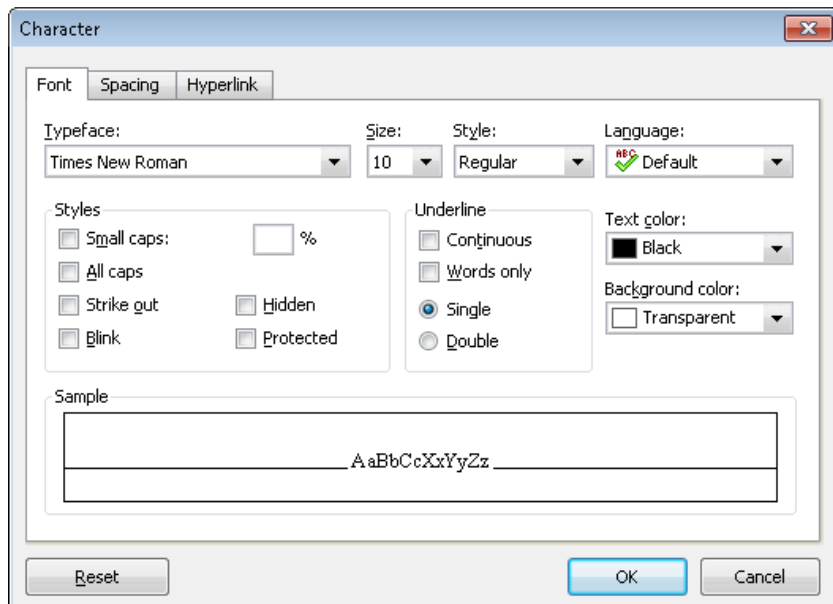 Character
Font Spacing Hyperlink
Typeface: Size: Style: Language:
Times New Roman 10 Regular ABC Default
Styles Underline
Small caps: % Continuous Text color:
All caps Words only Black
Strike out Hidden Single Background color:
Blink Protected Double Transparent
Sample
AaBbCcXxYyZz
Reset OK Cancel